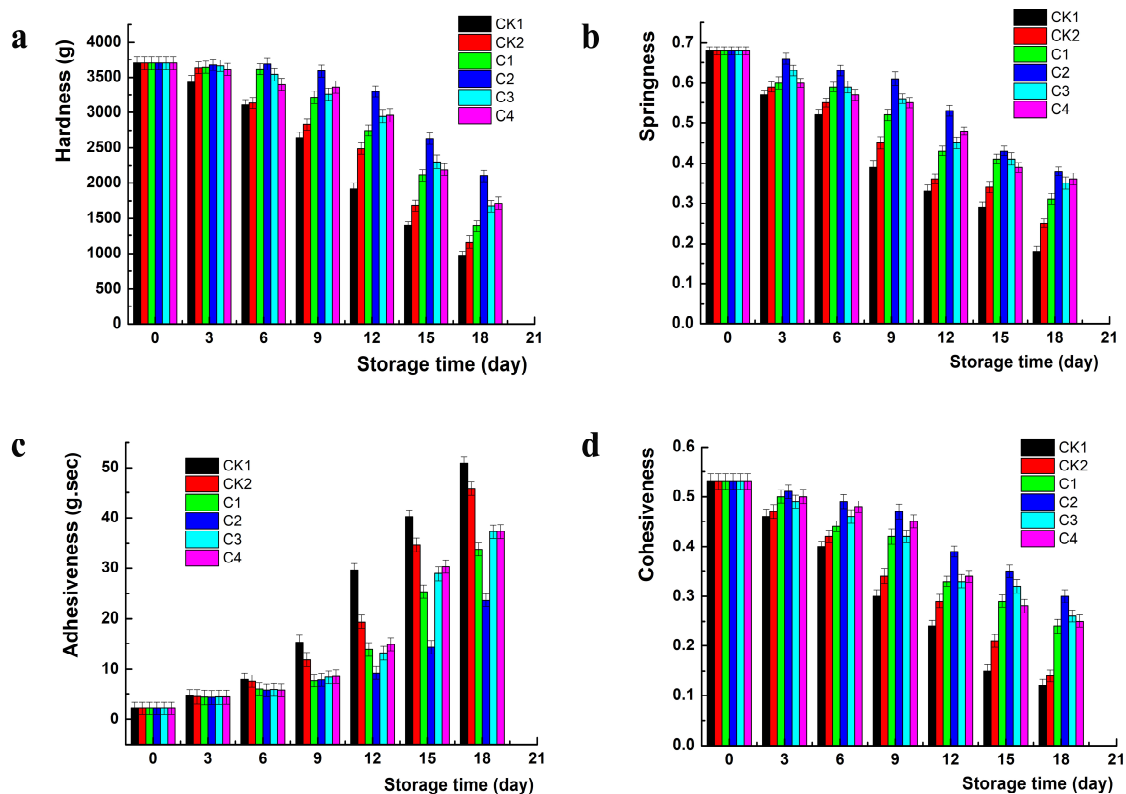 a
CK1
CK2
C1
C2
C3
C4
Hardness (g)
4000
3500
3000
2500
2000
1500
1000
500
0
0 3 6 9 12 15 18 21
Storage time (day)
b
CK1
CK2
C1
C2
C3
C4
Springness
0.7
0.6
0.5
0.4
0.3
0.2
0.1
0.0
0 3 6 9 12 15 18 21
Storage time (day)
c
CK1
CK2
C1
C2
C3
C4
Adhesiveness (g.sec)
50
40
30
20
10
0
0 3 6 9 12 15 18 21
Storage time (day)
d
CK1
CK2
C1
C2
C3
C4
Cohesiveness
0.6
0.5
0.4
0.3
0.2
0.1
0.0
0 3 6 9 12 15 18 21
Storage time (day)